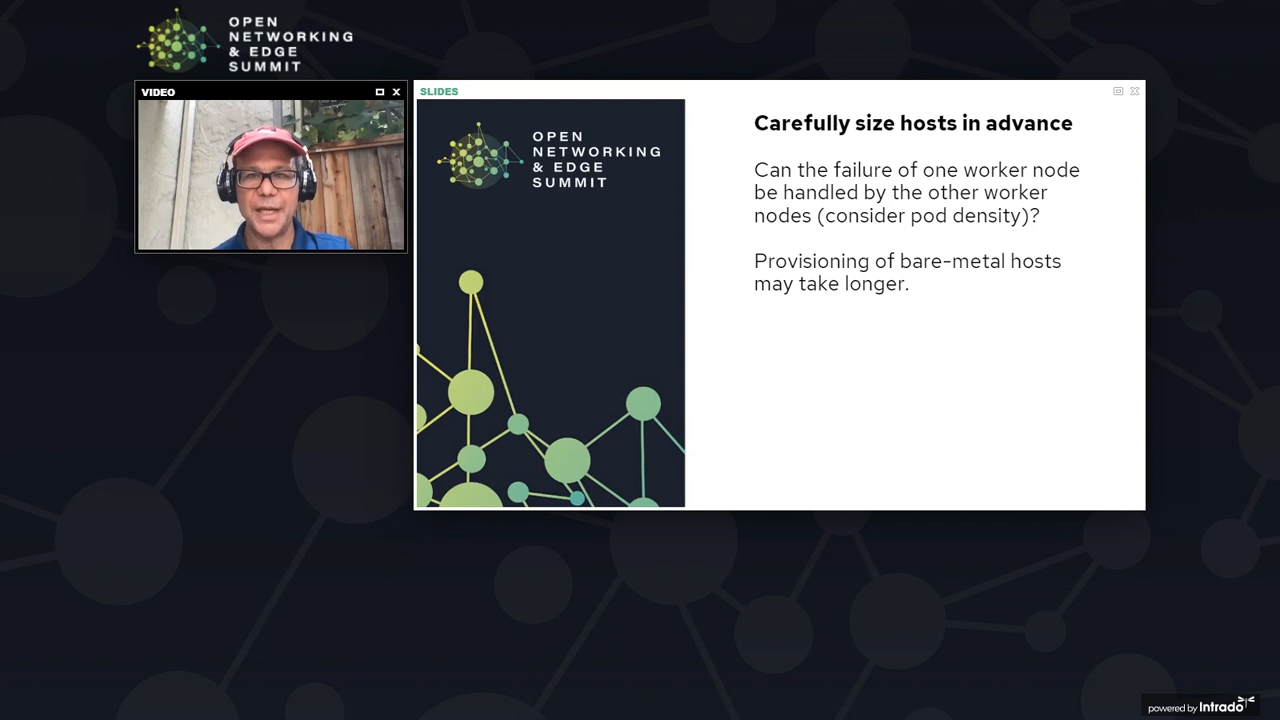 OPEN
NETWORKING
& EDGE
SUMMIT
VIDEO
SLIDES
OPEN
NETWORKING
& EDGE
SUMMIT
Carefully size hosts in advance
Can the failure of one worker node
be handled by the other worker
nodes (consider pod density)?
Provisioning of bare-metal hosts
may take longer.
powered by Intrado